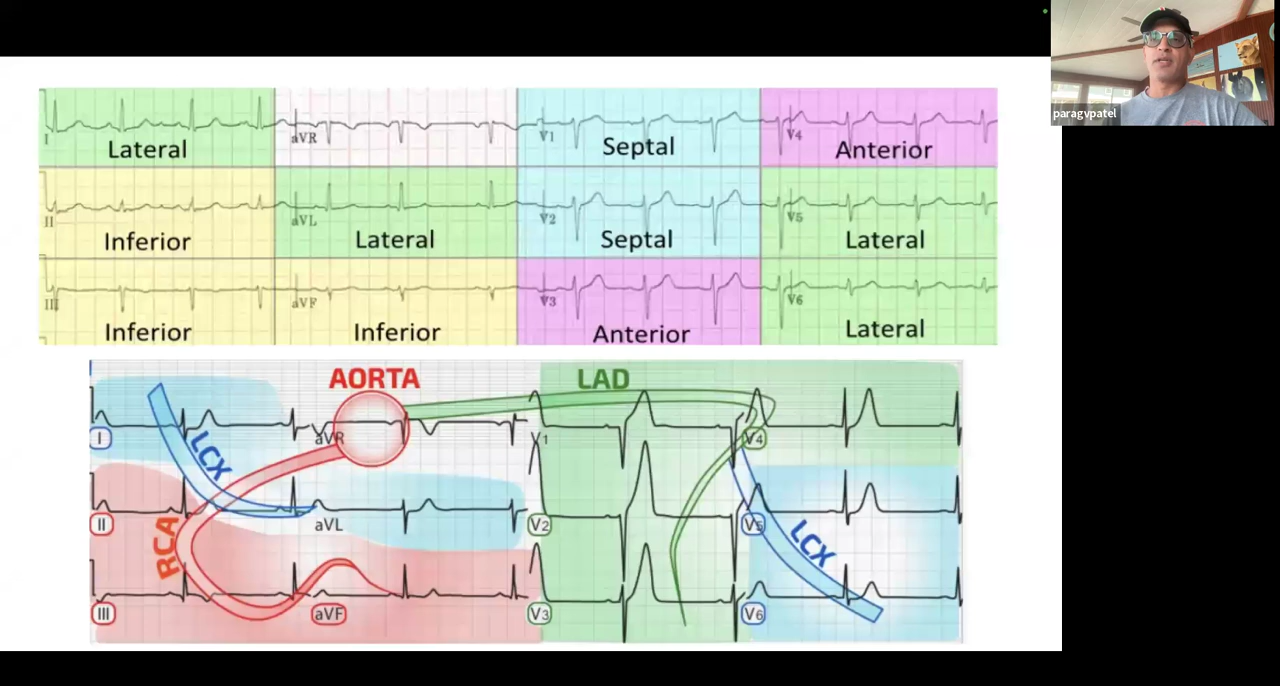 paragvpatel
I aVR V1 V4
Lateral Septal Anterior
II aVL V2 V5
Inferior Lateral Septal Lateral
III aVF V3 V6
Inferior Inferior Anterior Lateral
AORTA LAD
I aVR V1 V4
LCX
II aVL V2 V5
RCA LCX
III aVF V3 V6